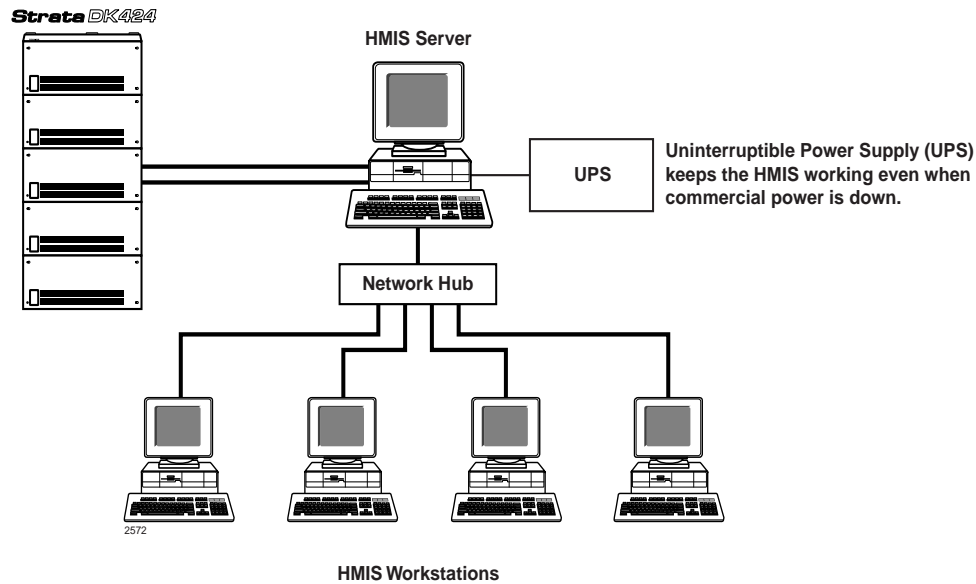 Strata DK424
HMIS Server
UPS
Uninterruptible Power Supply (UPS)
keeps the HMIS working even when
commercial power is down.
Network Hub
2572
HMIS Workstations